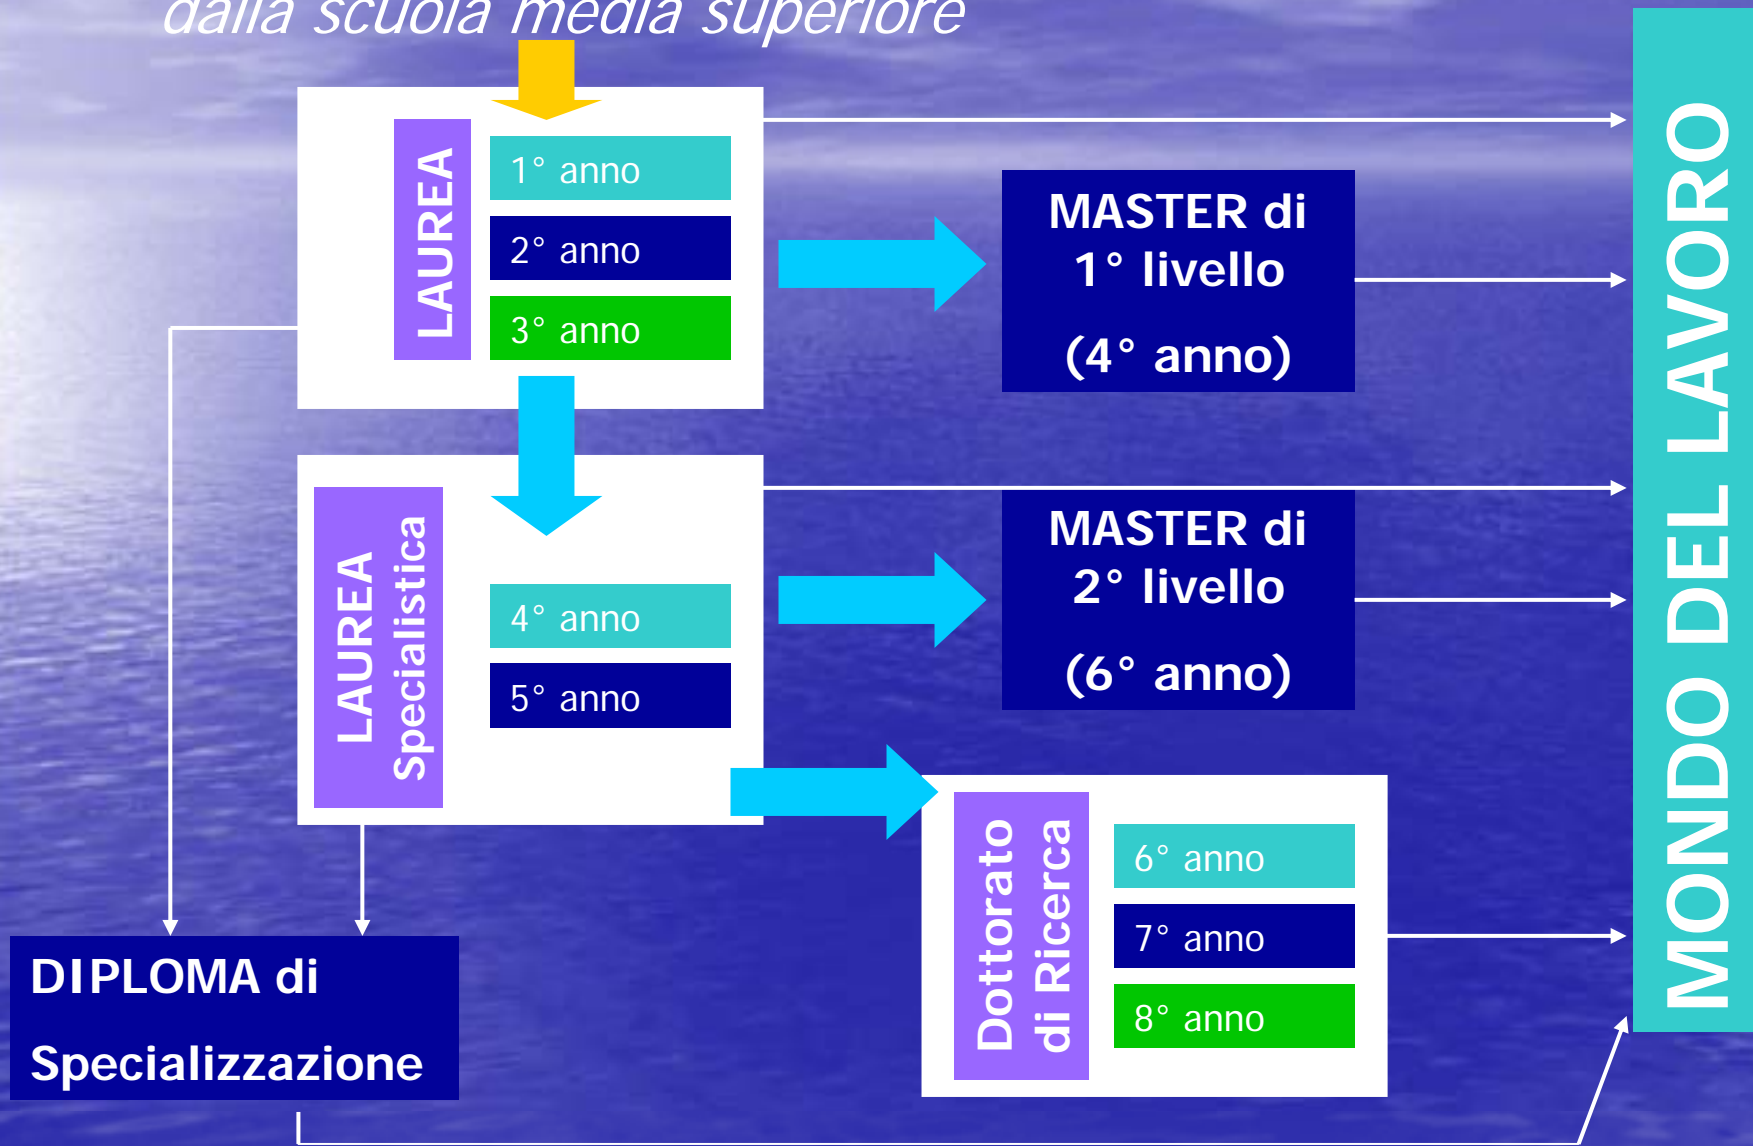 dalla scuola media superiore
LAUREA
1° anno
2° anno
3° anno
MASTER di
1° livello
(4° anno)
LAUREA
Specialistica
4° anno
5° anno
MASTER di
2° livello
(6° anno)
Dottorato
di Ricerca
6° anno
7° anno
8° anno
DIPLOMA di
Specializzazione
MONDO DEL LAVORO